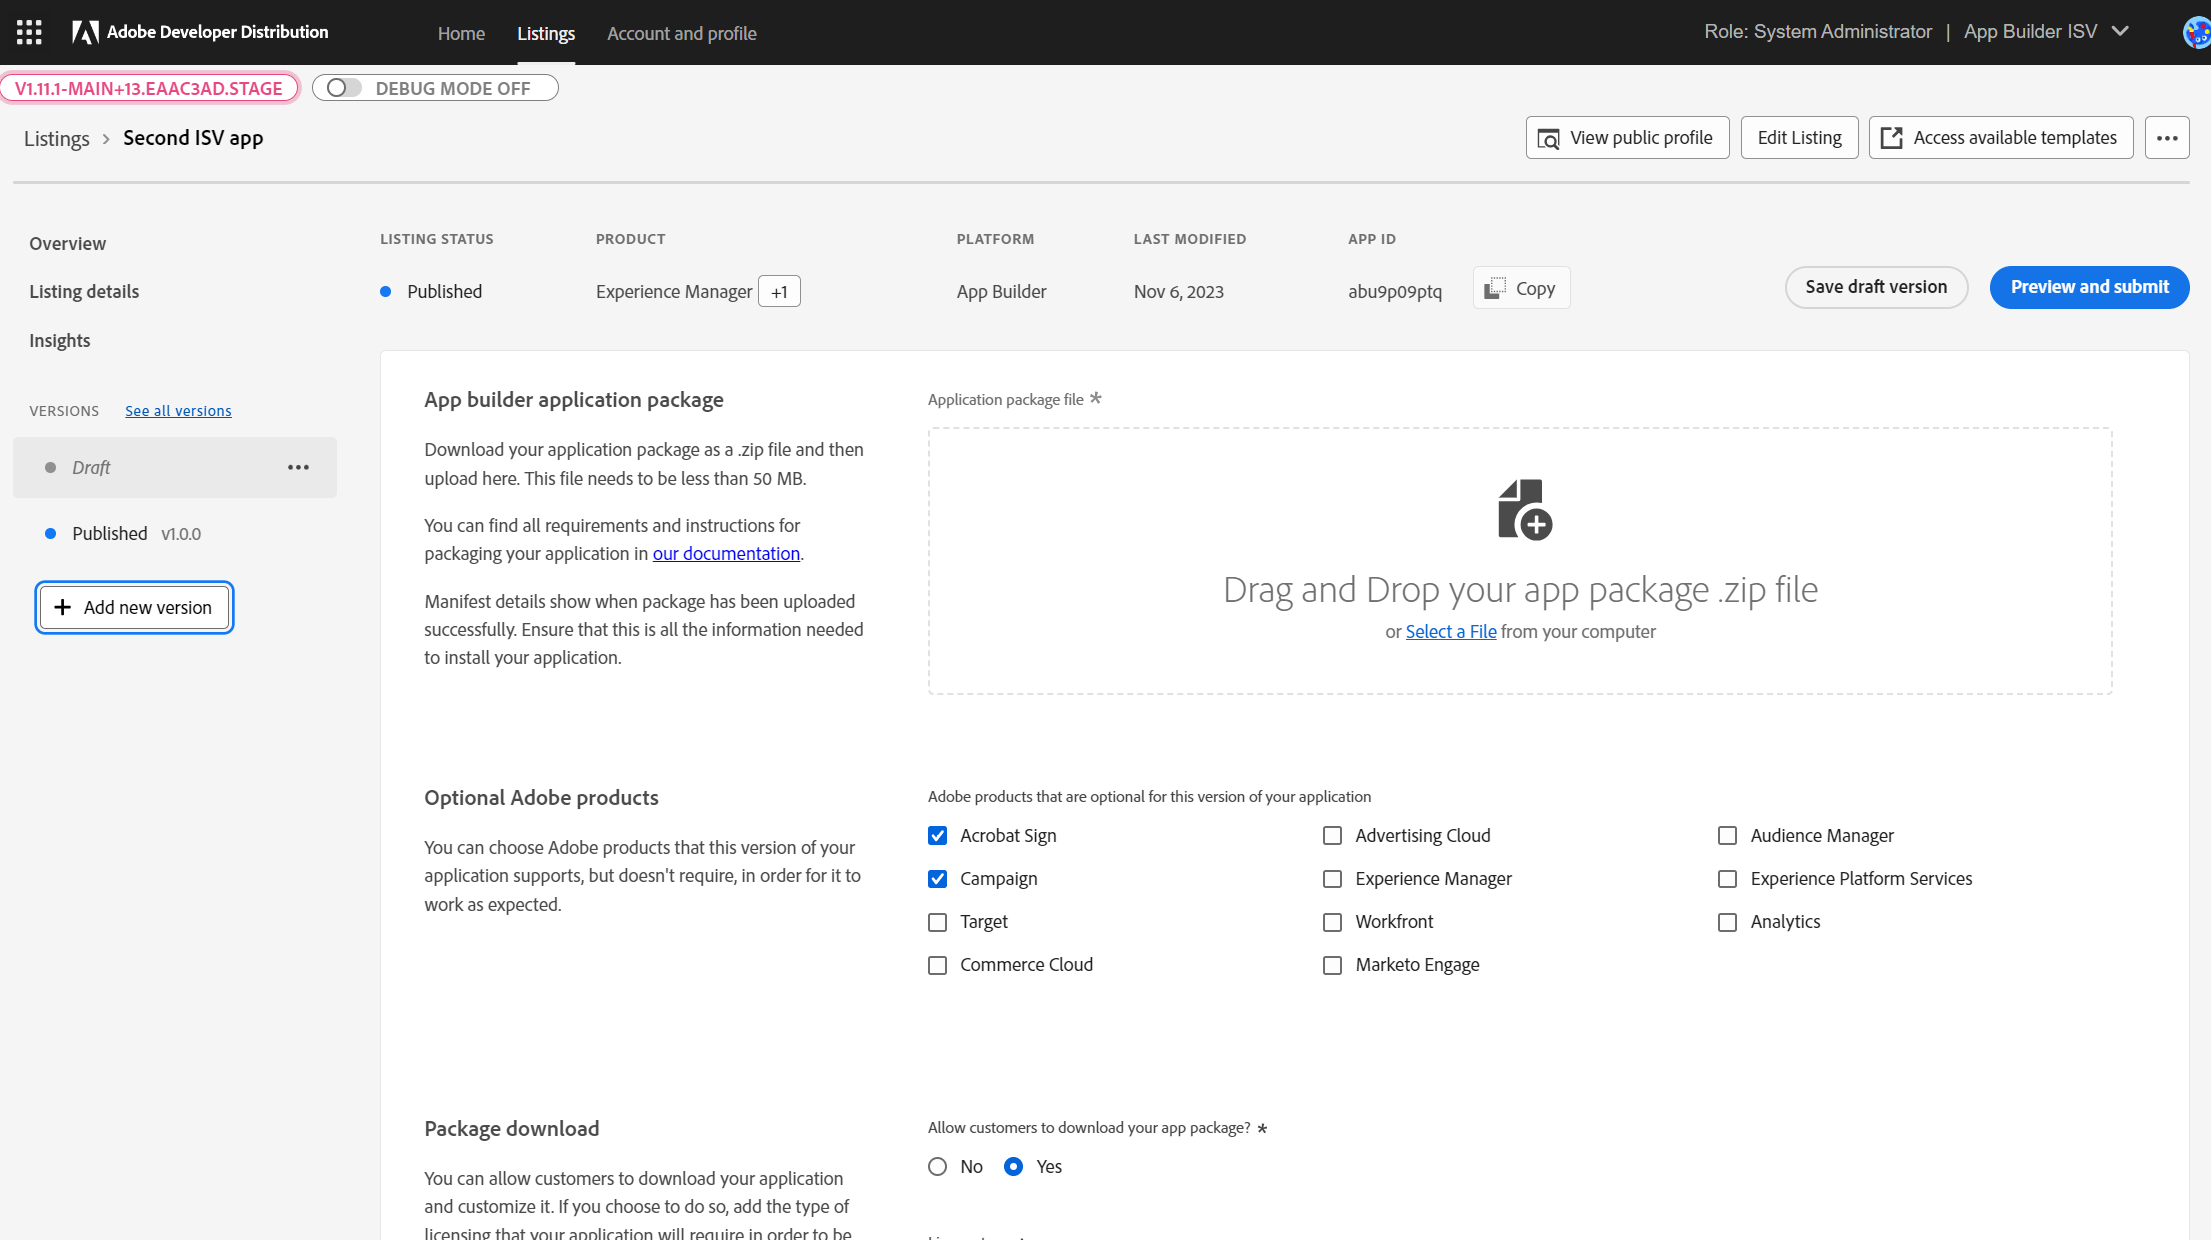 Adobe Developer Distribution
Home
Listings
Account and profile
Role: System Administrator | App Builder ISV
V1.11.1-MAIN+13.EAAC3AD.STAGE
DEBUG MODE OFF
Listings > Second ISV app
View public profile
Edit Listing
Access available templates
Overview
Listing details
Insights
VERSIONS
See all versions
Draft
Published v1.0.0
+ Add new version
LISTING STATUS
Published
PRODUCT
Experience Manager +1
PLATFORM
App Builder
LAST MODIFIED
Nov 6, 2023
APP ID
abu9p09ptq
Copy
Save draft version
Preview and submit
App builder application package
Download your application package as a .zip file and then
upload here. This file needs to be less than 50 MB.
You can find all requirements and instructions for
packaging your application in our documentation.
Manifest details show when package has been uploaded
successfully. Ensure that this is all the information needed
to install your application.
Application package file *
Drag and Drop your app package .zip file
or Select a File from your computer
Optional Adobe products
You can choose Adobe products that this version of your
application supports, but doesn't require, in order for it to
work as expected.
Adobe products that are optional for this version of your application
Acrobat Sign
Advertising Cloud
Audience Manager
Campaign
Experience Manager
Experience Platform Services
Target
Workfront
Analytics
Commerce Cloud
Marketo Engage
Package download
You can allow customers to download your application
and customize it. If you choose to do so, add the type of
licensing that your application will require in order to be
Allow customers to download your app package? *
No
Yes